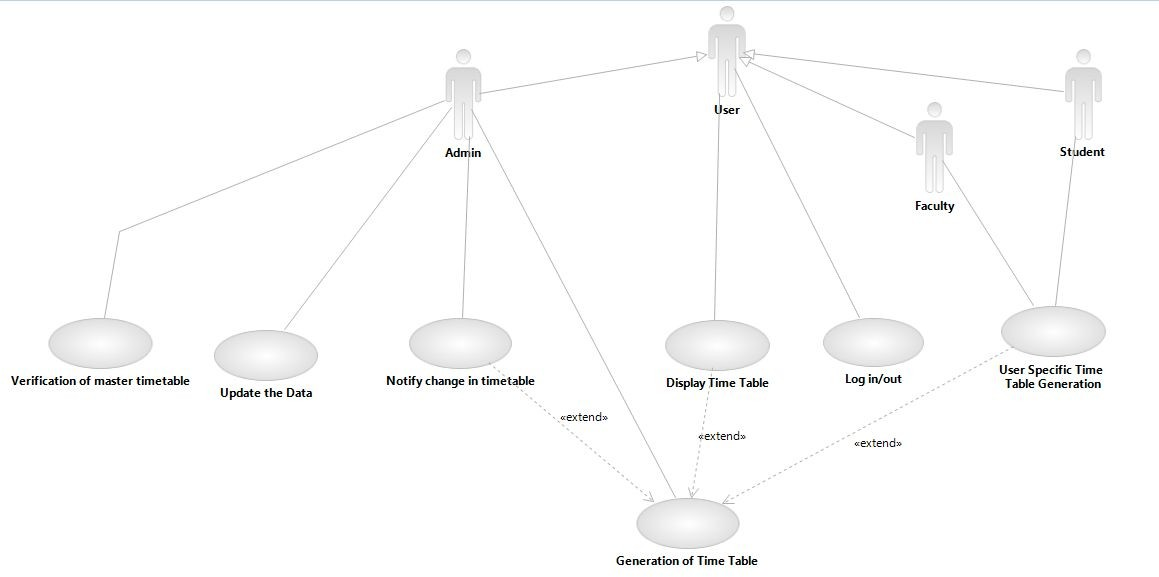 User
Admin
Student
Faculty
Verification of master timetable
Update the Data
Notify change in timetable
Display Time Table
Log in/out
User Specific Time
Table Generation
«extend»
«extend»
«extend»
Generation of Time Table